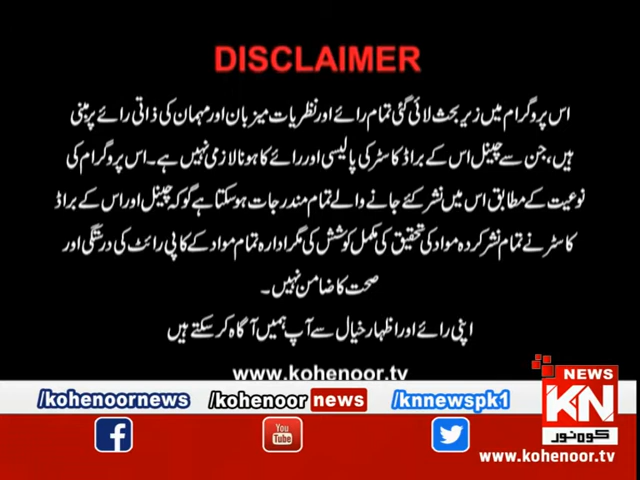 DISCLAIMER
اس پروگرام میں زیر بحث لائی گئی تمام رائے اور نظریات میزبان اور مہمان کی ذاتی رائے پر مبنی
ہیں، جن سے چینل اس کے براڈ کاسٹر کی پالیسی اور رائے کا ہونا لازمی نہیں ہے۔ اس پروگرام کی
نوعیت کے مطابق اس میں نشر کئے جانے والے تمام مندرجات ہو سکتا ہے گو کہ چینل اور اس کے براڈ
کاسٹر نے تمام نشر کردہ مواد کی تحقیق کی مکمل کوشش کی مگر ادارہ تمام مواد کے کاپی رائٹ کی درستگی اور
صحت کا ضامن نہیں۔
اپنی رائے اور اظہار خیال سے آپ ہمیں آگاہ کر سکتے ہیں
www.kohenoor.tv
/kohenoornews /kohenoor news /knnewspk1
f You Tube
NEWS
KN
کوہ نور
www.kohenoor.tv